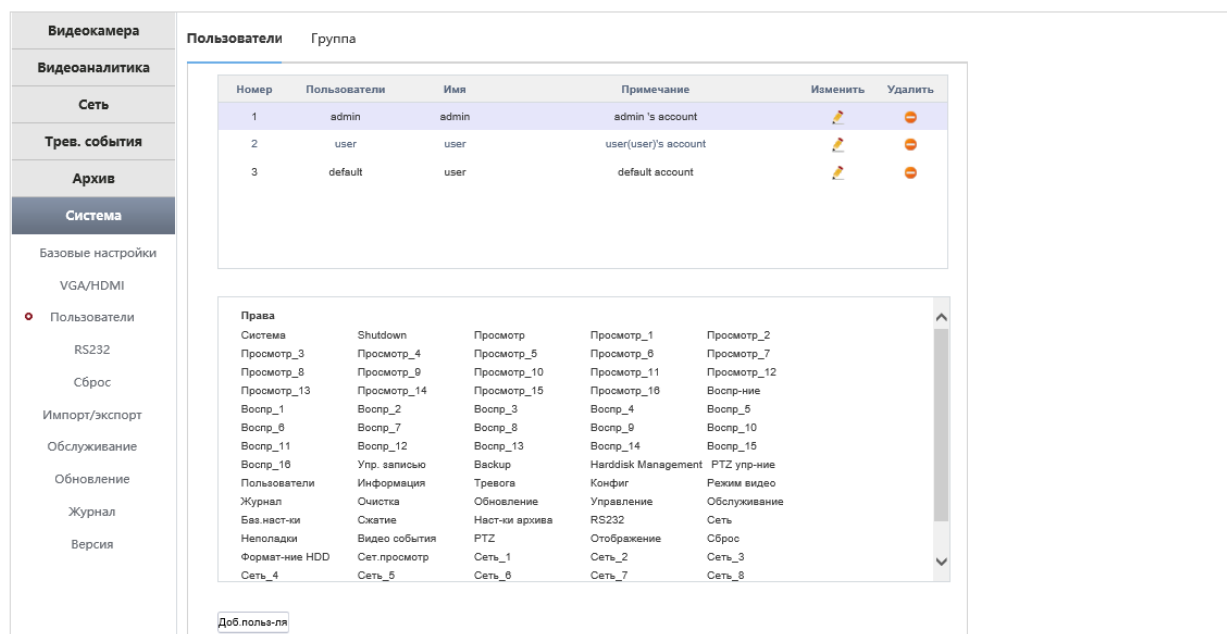 Видеокамера
Видеоаналитика
Сеть
Трев. события
Архив
Система
Базовые настройки
VGA/HDMI
Пользователи
RS232
Сброс
Импорт/экспорт
Обслуживание
Обновление
Журнал
Версия
Пользователи Группа
Номер Пользователи Имя Примечание Изменить Удалить
1 admin admin admin 's account
2 user user user(user)'s account
3 default user default account
Права
Система Shutdown Просмотр Просмотр_1 Просмотр_2
Просмотр_3 Просмотр_4 Просмотр_5 Просмотр_6 Просмотр_7
Просмотр_8 Просмотр_9 Просмотр_10 Просмотр_11 Просмотр_12
Просмотр_13 Просмотр_14 Просмотр_15 Просмотр_16 Воспр-ние
Воспр_1 Воспр_2 Воспр_3 Воспр_4 Воспр_5
Воспр_6 Воспр_7 Воспр_8 Воспр_9 Воспр_10
Воспр_11 Воспр_12 Воспр_13 Воспр_14 Воспр_15
Воспр_16 Упр. записью Backup Harddisk Management PTZ упр-ние
Пользователи Информация Тревога Конфиг Режим видео
Журнал Очистка Обновление Управление Обслуживание
Баз.наст-ки Сжатие Наст-ки архива RS232 Сеть
Неполадки Видео события PTZ Отображение Сброс
Формат-ние HDD Сет.просмотр Сеть_1 Сеть_2 Сеть_3
Сеть_4 Сеть_5 Сеть_6 Сеть_7 Сеть_8
Доб.польз-ля